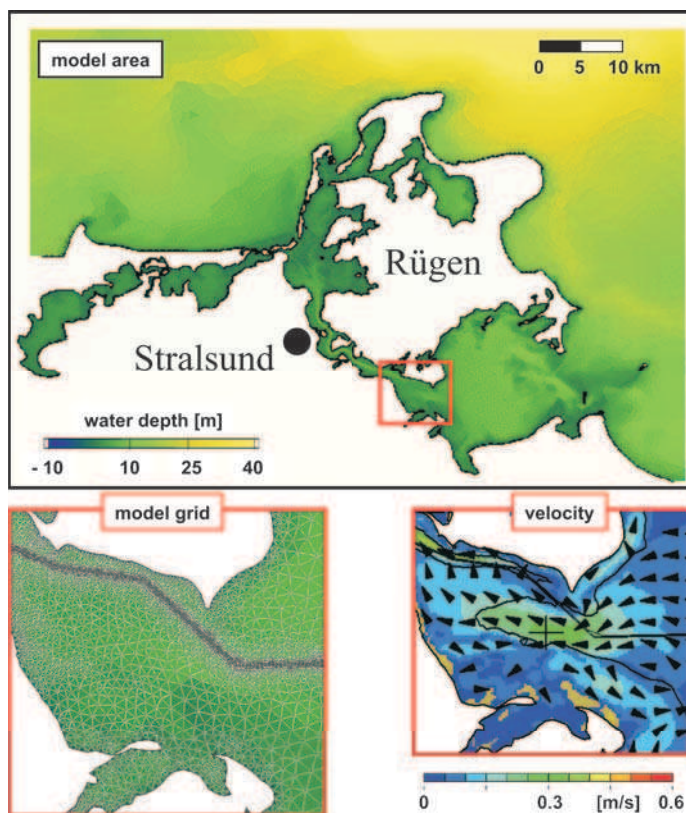 model area
0 5 10 km
Rügen
Stralsund
water depth [m]
- 10 10 25 40
model grid
velocity
0 0.3 [m/s] 0.6